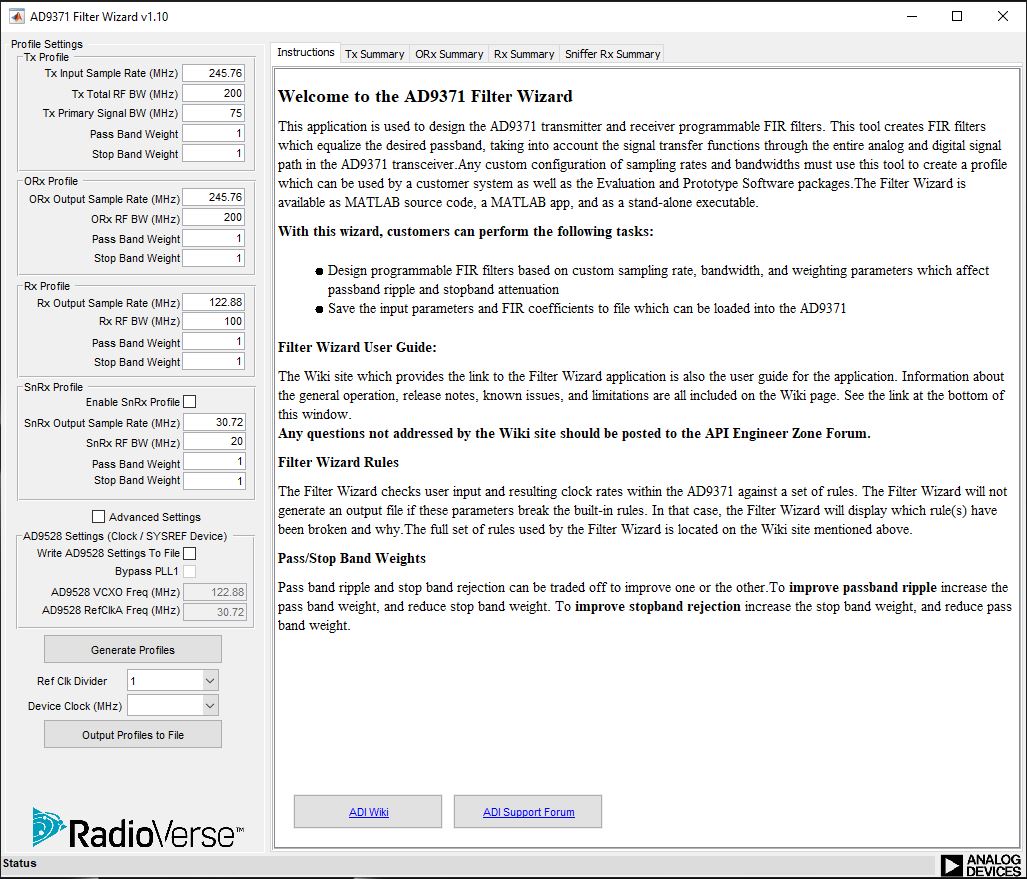 AD9371 Filter Wizard v1.10
Profile Settings
Tx Profile
Tx Input Sample Rate (MHz) 245.76
Tx Total RF BW (MHz) 200
Tx Primary Signal BW (MHz) 75
Pass Band Weight 1
Stop Band Weight 1
ORx Profile
ORx Output Sample Rate (MHz) 245.76
ORx RF BW (MHz) 200
Pass Band Weight 1
Stop Band Weight 1
Rx Profile
Rx Output Sample Rate (MHz) 122.88
Rx RF BW (MHz) 100
Pass Band Weight 1
Stop Band Weight 1
SnRx Profile
Enable SnRx Profile
SnRx Output Sample Rate (MHz) 30.72
SnRx RF BW (MHz) 20
Pass Band Weight 1
Stop Band Weight 1
Advanced Settings
AD9528 Settings (Clock / SYSREF Device)
Write AD9528 Settings To File
Bypass PLL1
AD9528 VCXO Freq (MHz) 122.88
AD9528 RefClkA Freq (MHz) 30.72
Generate Profiles
Ref Clk Divider 1
Device Clock (MHz)
Output Profiles to File
RadioVerse™
Instructions Tx Summary ORx Summary Rx Summary Sniffer Rx Summary
Welcome to the AD9371 Filter Wizard
This application is used to design the AD9371 transmitter and receiver programmable FIR filters. This tool creates FIR filters
which equalize the desired passband, taking into account the signal transfer functions through the entire analog and digital signal
path in the AD9371 transceiver.Any custom configuration of sampling rates and bandwidths must use this tool to create a profile
which can be used by a customer system as well as the Evaluation and Prototype Software packages.The Filter Wizard is
available as MATLAB source code, a MATLAB app, and as a stand-alone executable.
With this wizard, customers can perform the following tasks:
● Design programmable FIR filters based on custom sampling rate, bandwidth, and weighting parameters which affect
passband ripple and stopband attenuation
● Save the input parameters and FIR coefficients to file which can be loaded into the AD9371
Filter Wizard User Guide:
The Wiki site which provides the link to the Filter Wizard application is also the user guide for the application. Information about
the general operation, release notes, known issues, and limitations are all included on the Wiki page. See the link at the bottom of
this window.
Any questions not addressed by the Wiki site should be posted to the API Engineer Zone Forum.
Filter Wizard Rules
The Filter Wizard checks user input and resulting clock rates within the AD9371 against a set of rules. The Filter Wizard will not
generate an output file if these parameters break the built-in rules. In that case, the Filter Wizard will display which rule(s) have
been broken and why.The full set of rules used by the Filter Wizard is located on the Wiki site mentioned above.
Pass/Stop Band Weights
Pass band ripple and stop band rejection can be traded off to improve one or the other.To improve passband ripple increase the
pass band weight, and reduce stop band weight. To improve stopband rejection increase the stop band weight, and reduce pass
band weight.
ADI Wiki
ADI Support Forum
Status
ANALOG
DEVICES